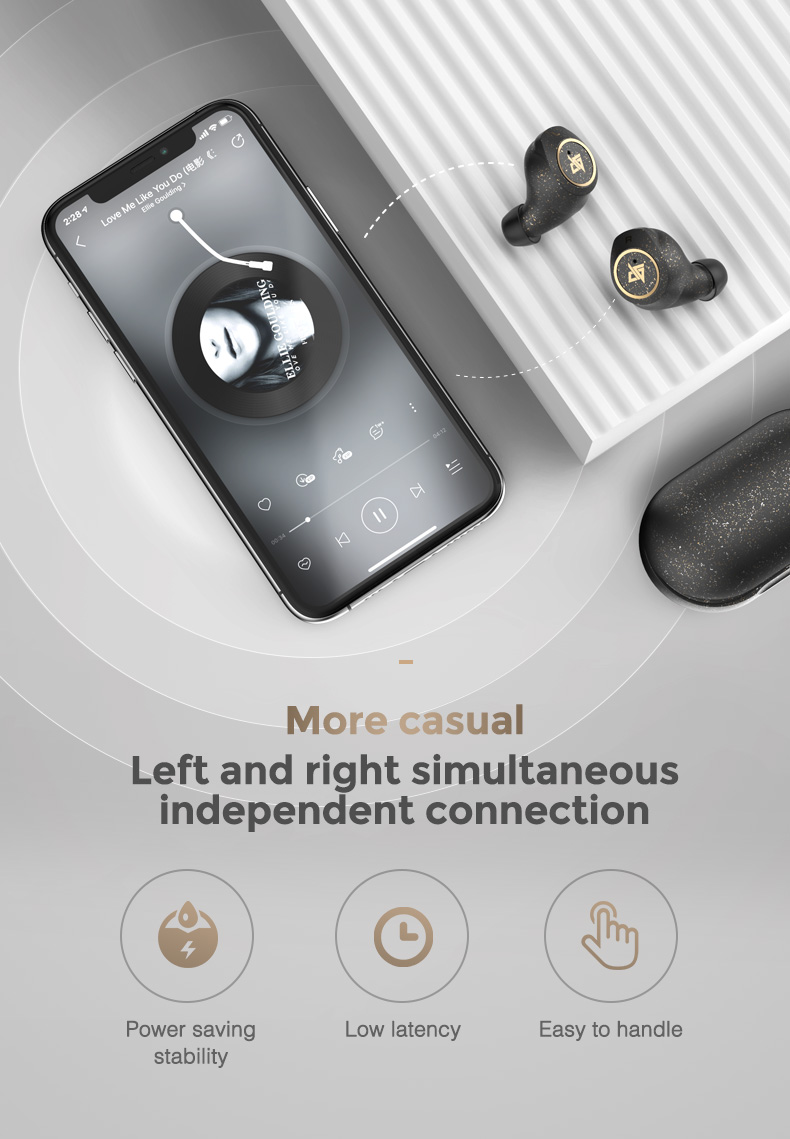 2:28
Love Me Like You Do (电影
Ellie Goulding >
ELLIE GOULDING
00:34
04:12
More casual
Left and right simultaneous
independent connection
Power saving
stability
Low latency
Easy to handle